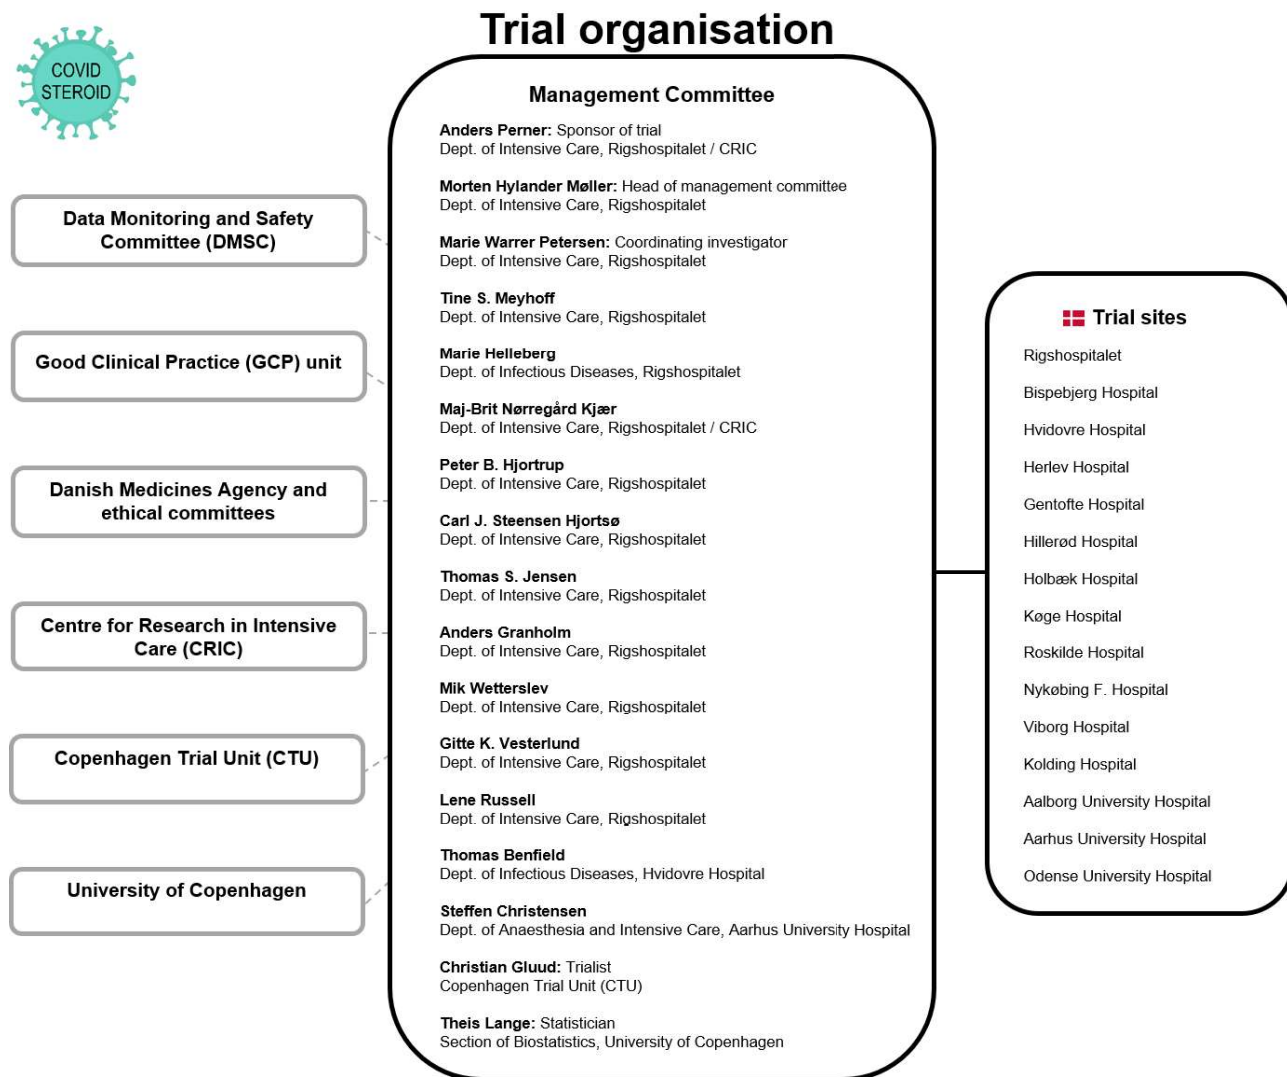 Trial organisation
COVID
STEROID
Data Monitoring and Safety
Committee (DMSC)
Good Clinical Practice (GCP) unit
Danish Medicines Agency and
ethical committees
Centre for Research in Intensive
Care (CRIC)
Copenhagen Trial Unit (CTU)
University of Copenhagen
Management Committee
Anders Perner: Sponsor of trial
Dept. of Intensive Care, Rigshospitalet / CRIC
Morten Hylander Møller: Head of management committee
Dept. of Intensive Care, Rigshospitalet
Marie Warrer Petersen: Coordinating investigator
Dept. of Intensive Care, Rigshospitalet
Tine S. Meyhoff
Dept. of Intensive Care, Rigshospitalet
Marie Helleberg
Dept. of Infectious Diseases, Rigshospitalet
Maj-Brit Nørregård Kjær
Dept. of Intensive Care, Rigshospitalet / CRIC
Peter B. Hjortrup
Dept. of Intensive Care, Rigshospitalet
Carl J. Steensen Hjortsø
Dept. of Intensive Care, Rigshospitalet
Thomas S. Jensen
Dept. of Intensive Care, Rigshospitalet
Anders Granholm
Dept. of Intensive Care, Rigshospitalet
Mik Wetterslev
Dept. of Intensive Care, Rigshospitalet
Gitte K. Vesterlund
Dept. of Intensive Care, Rigshospitalet
Lene Russell
Dept. of Intensive Care, Rigshospitalet
Thomas Benfield
Dept. of Infectious Diseases, Hvidovre Hospital
Steffen Christensen
Dept. of Anaesthesia and Intensive Care, Aarhus University Hospital
Christian Gluud: Trialist
Copenhagen Trial Unit (CTU)
Theis Lange: Statistician
Section of Biostatistics, University of Copenhagen
Trial sites
Rigshospitalet
Bispebjerg Hospital
Hvidovre Hospital
Herlev Hospital
Gentofte Hospital
Hillerød Hospital
Holbæk Hospital
Køge Hospital
Roskilde Hospital
Nykøbing F. Hospital
Viborg Hospital
Kolding Hospital
Aalborg University Hospital
Aarhus University Hospital
Odense University Hospital